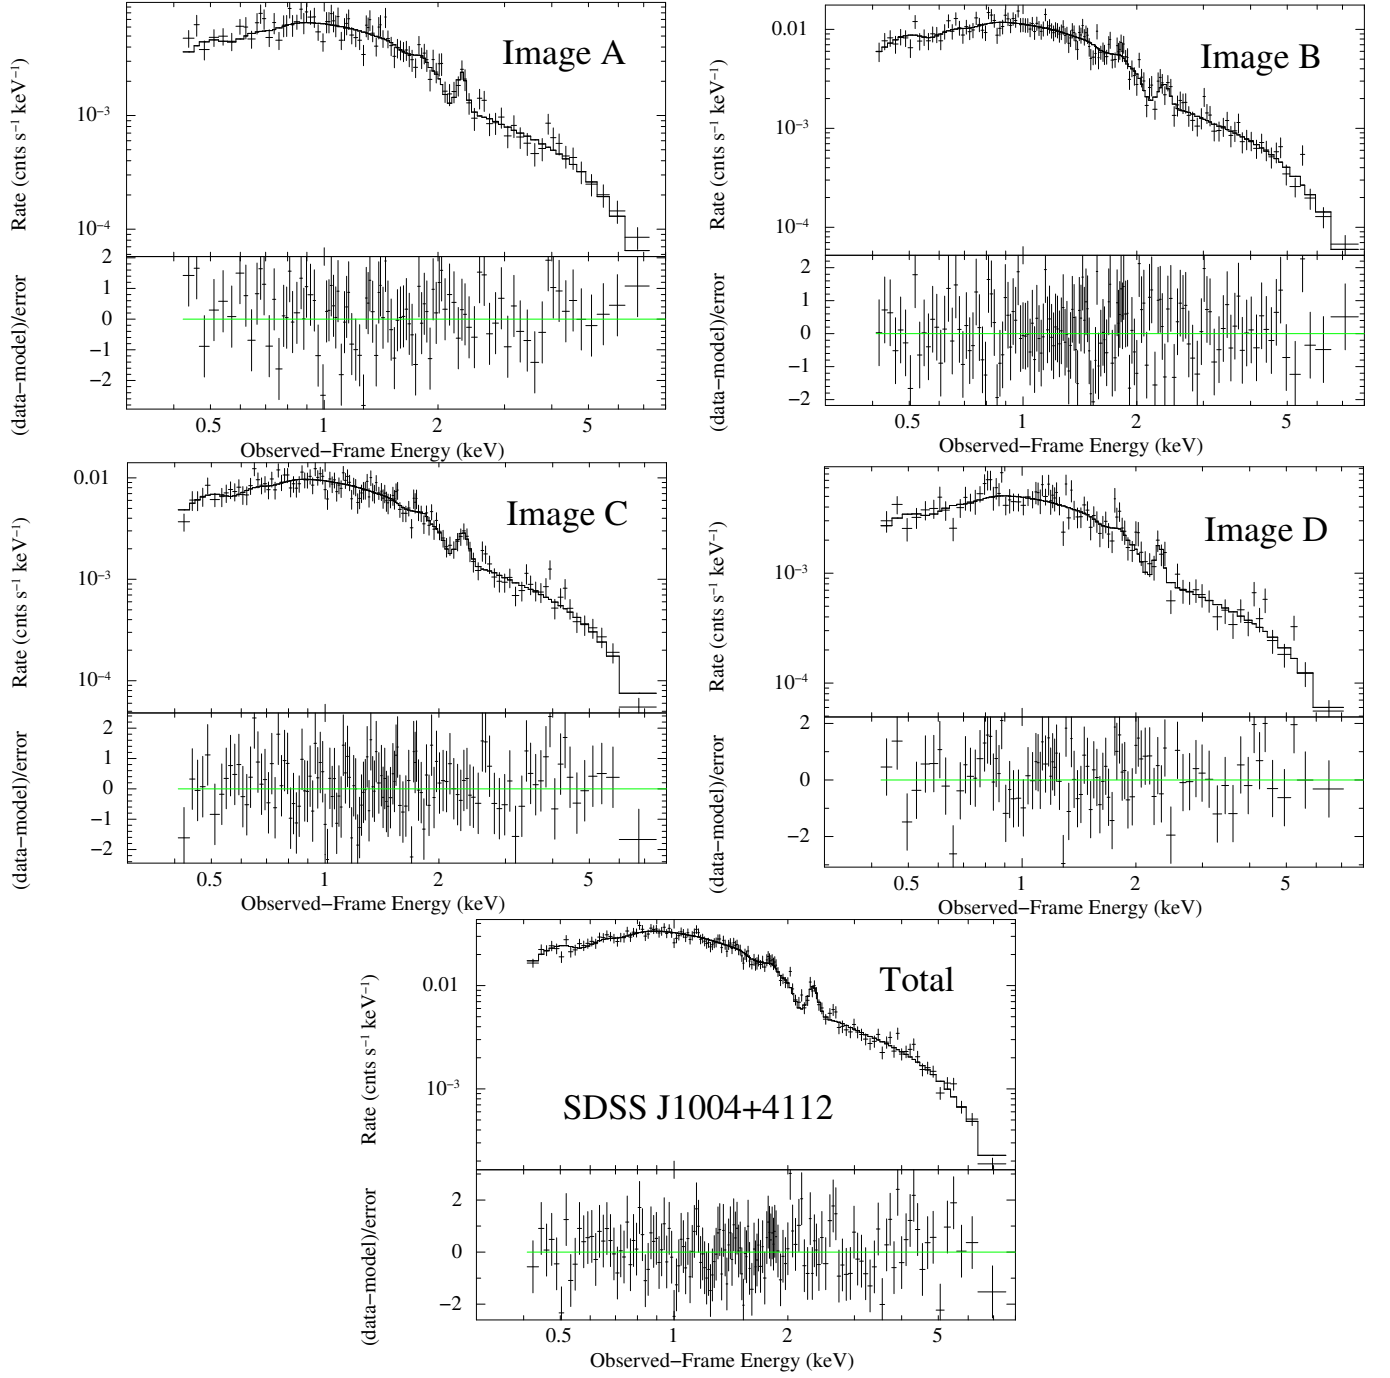 Image A
Rate (cnts s⁻¹ keV⁻¹)
10⁻³
10⁻⁴
(data−model)/error
2
1
0
−1
−2
0.5 1 2 5
Observed−Frame Energy (keV)
Image B
Rate (cnts s⁻¹ keV⁻¹)
0.01
10⁻³
10⁻⁴
(data−model)/error
2
1
0
−1
−2
0.5 1 2 5
Observed−Frame Energy (keV)
Image C
Rate (cnts s⁻¹ keV⁻¹)
0.01
10⁻³
10⁻⁴
(data−model)/error
2
1
0
−1
−2
0.5 1 2 5
Observed−Frame Energy (keV)
Image D
Rate (cnts s⁻¹ keV⁻¹)
10⁻³
10⁻⁴
(data−model)/error
2
0
−2
0.5 1 2 5
Observed−Frame Energy (keV)
Total
SDSS J1004+4112
Rate (cnts s⁻¹ keV⁻¹)
0.01
10⁻³
(data−model)/error
2
0
−2
0.5 1 2 5
Observed−Frame Energy (keV)